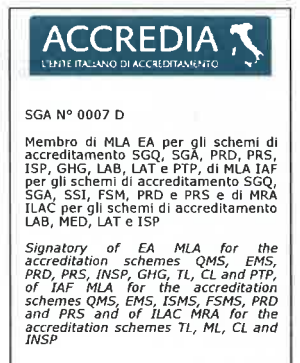 ACCREDIA
L'ENTE ITALIANO DI ACCREDITAMENTO
SGA N° 0007 D
Membro di MLA EA per gli schemi di
accreditamento SGQ, SGA, PRD, PRS,
ISP, GHG, LAB, LAT e PTP, di MLA IAF
per gli schemi di accreditamento SGQ,
SGA, SSI, FSM, PRD e PRS e di MRA
ILAC per gli schemi di accreditamento
LAB, MED, LAT e ISP
Signatory of EA MLA for the
accreditation schemes QMS, EMS,
PRD, PRS, INSP, GHG, TL, CL and PTP,
of IAF MLA for the accreditation
schemes QMS, EMS, ISMS, FSMS, PRD
and PRS and of ILAC MRA for the
accreditation schemes TL, ML, CL and
INSP